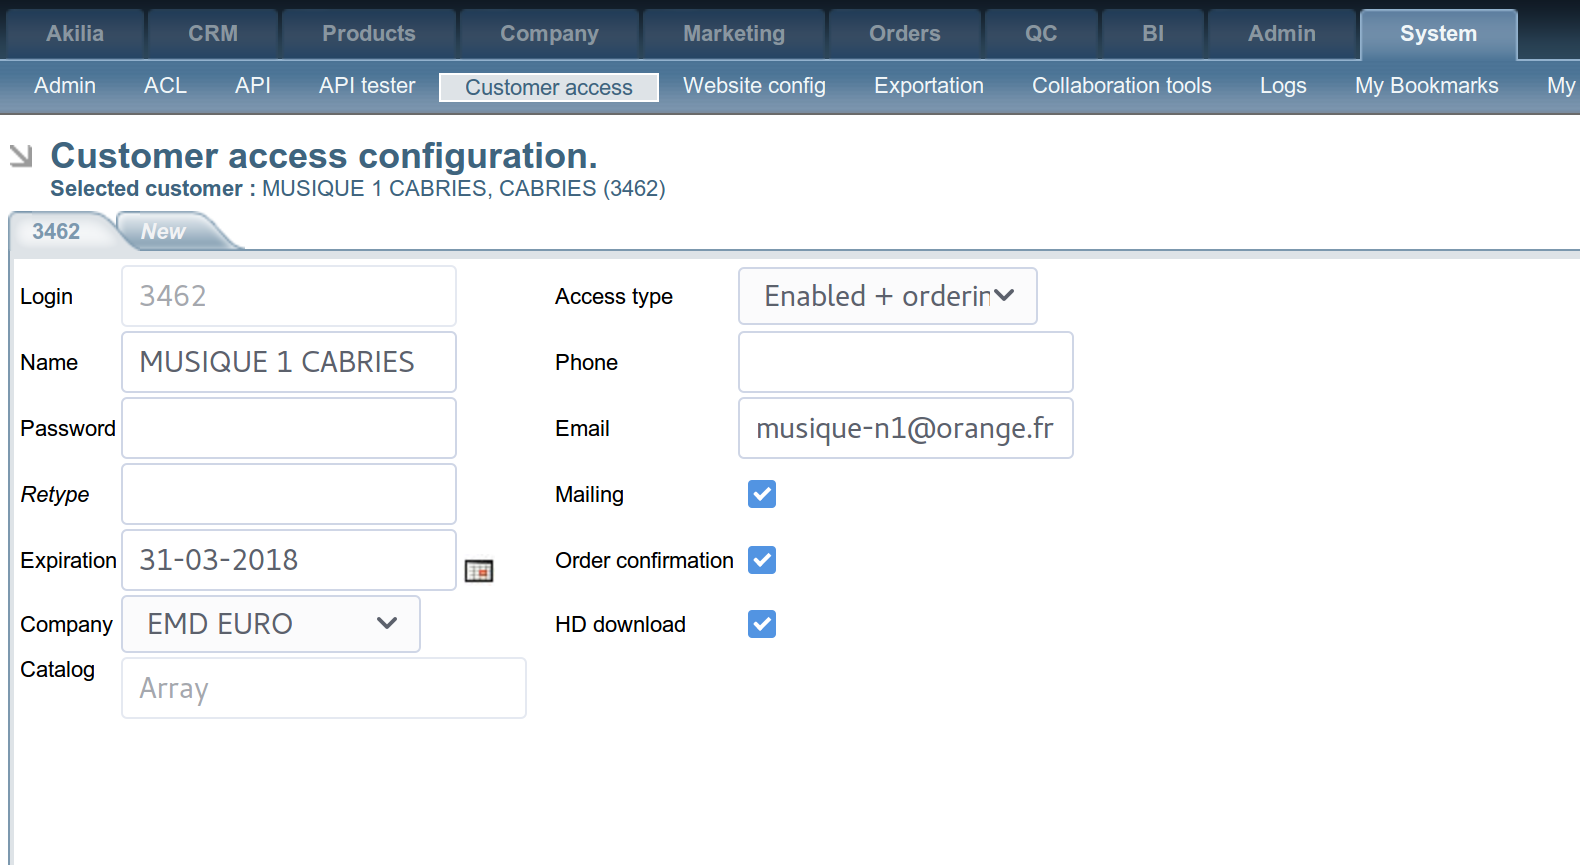 Akilia CRM Products Company Marketing Orders QC BI Admin System
Admin ACL API API tester Customer access Website config Exportation Collaboration tools Logs My Bookmarks My
Customer access configuration.
Selected customer : MUSIQUE 1 CABRIES, CABRIES (3462)
3462 New
Login 3462 Access type Enabled + orderin
Name MUSIQUE 1 CABRIES Phone
Password Email musique-n1@orange.fr
Retype Mailing
Expiration 31-03-2018 Order confirmation
Company EMD EURO HD download
Catalog Array